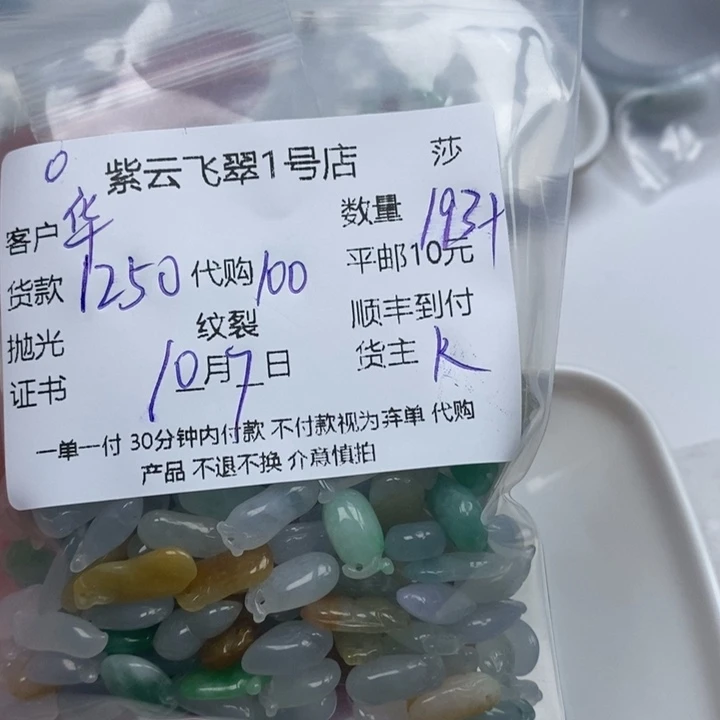 O 紫云飞翠1号店 莎
客户 华 数量 193+
货款 1250 代购 100 平邮10元
抛光 纹裂 顺丰到付
证书 10月7日 货主 K
一单一付 30分钟内付款 不付款视为弃单 代购
产品 不退不换 介意慎拍